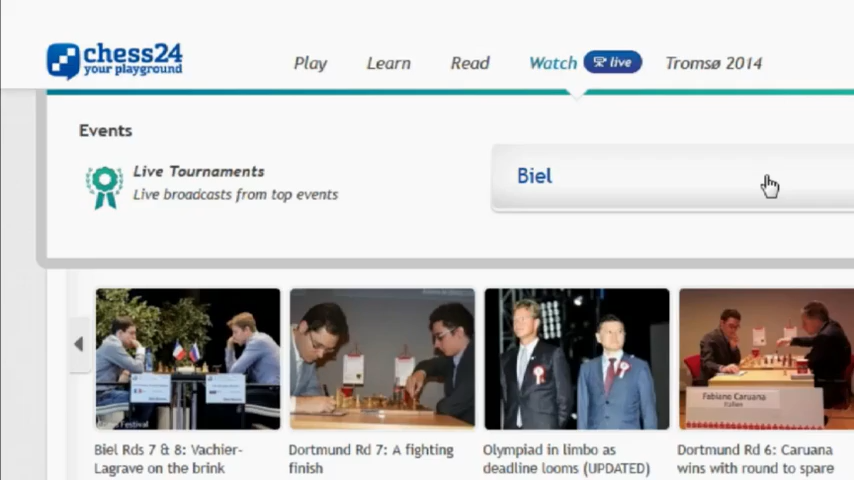 chess24
your playground
Play Learn Read Watch live Tromsø 2014
Events
Live Tournaments
Live broadcasts from top events
Biel
Fabiano Caruana
Biel Rds 7 & 8: Vachier-
Lagrave on the brink
Dortmund Rd 7: A fighting
finish
Olympiad in limbo as
deadline looms (UPDATED)
Dortmund Rd 6: Caruana
wins with round to spare